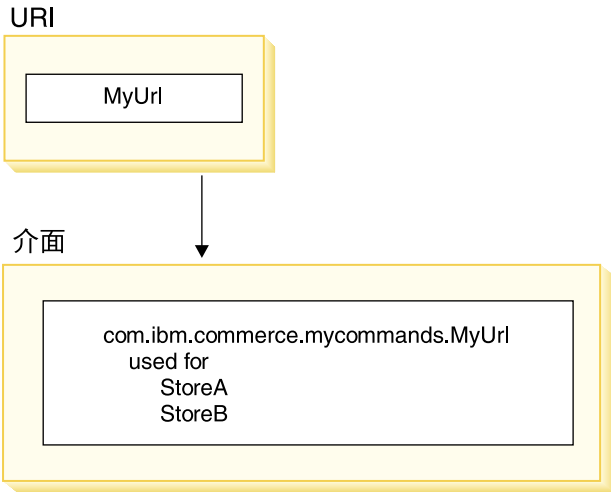 URI
MyUrl
介面
com.ibm.commerce.mycommands.MyUrl
used for
StoreA
StoreB